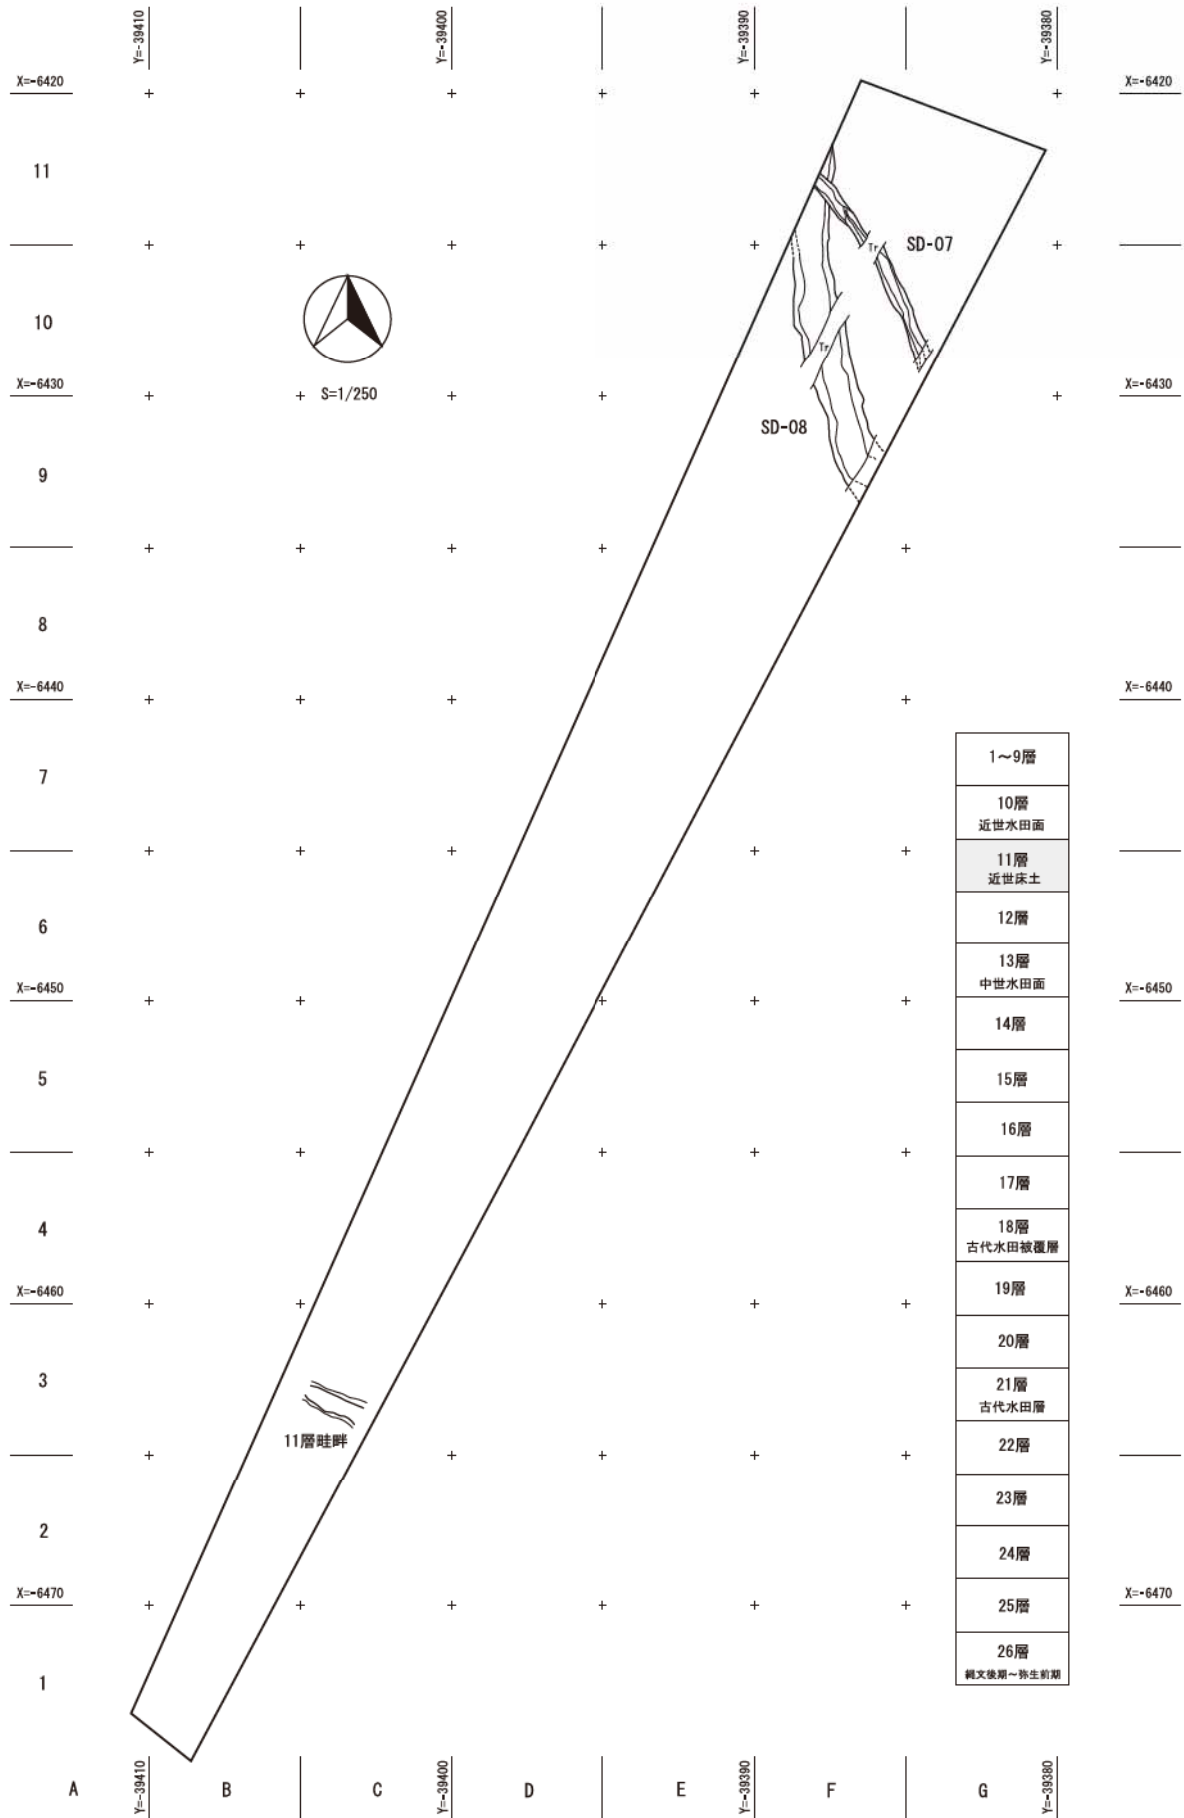 Y=-39410
Y=-39400
Y=-39390
Y=-39380
X=-6420
X=-6420
11
SD-07
Tr
10
Tr
S=1/250
X=-6430
X=-6430
SD-08
9
8
X=-6440
X=-6440
7
1～9層
10層
近世水田面
11層
近世床土
6
12層
13層
中世水田面
X=-6450
X=-6450
14層
5
15層
16層
17層
4
18層
古代水田被覆層
X=-6460
X=-6460
19層
20層
3
21層
古代水田層
11層畦畔
22層
23層
2
24層
X=-6470
X=-6470
25層
26層
縄文後期～弥生前期
1
A
Y=-39410
B
C
Y=-39400
D
E
Y=-39390
F
G
Y=-39380